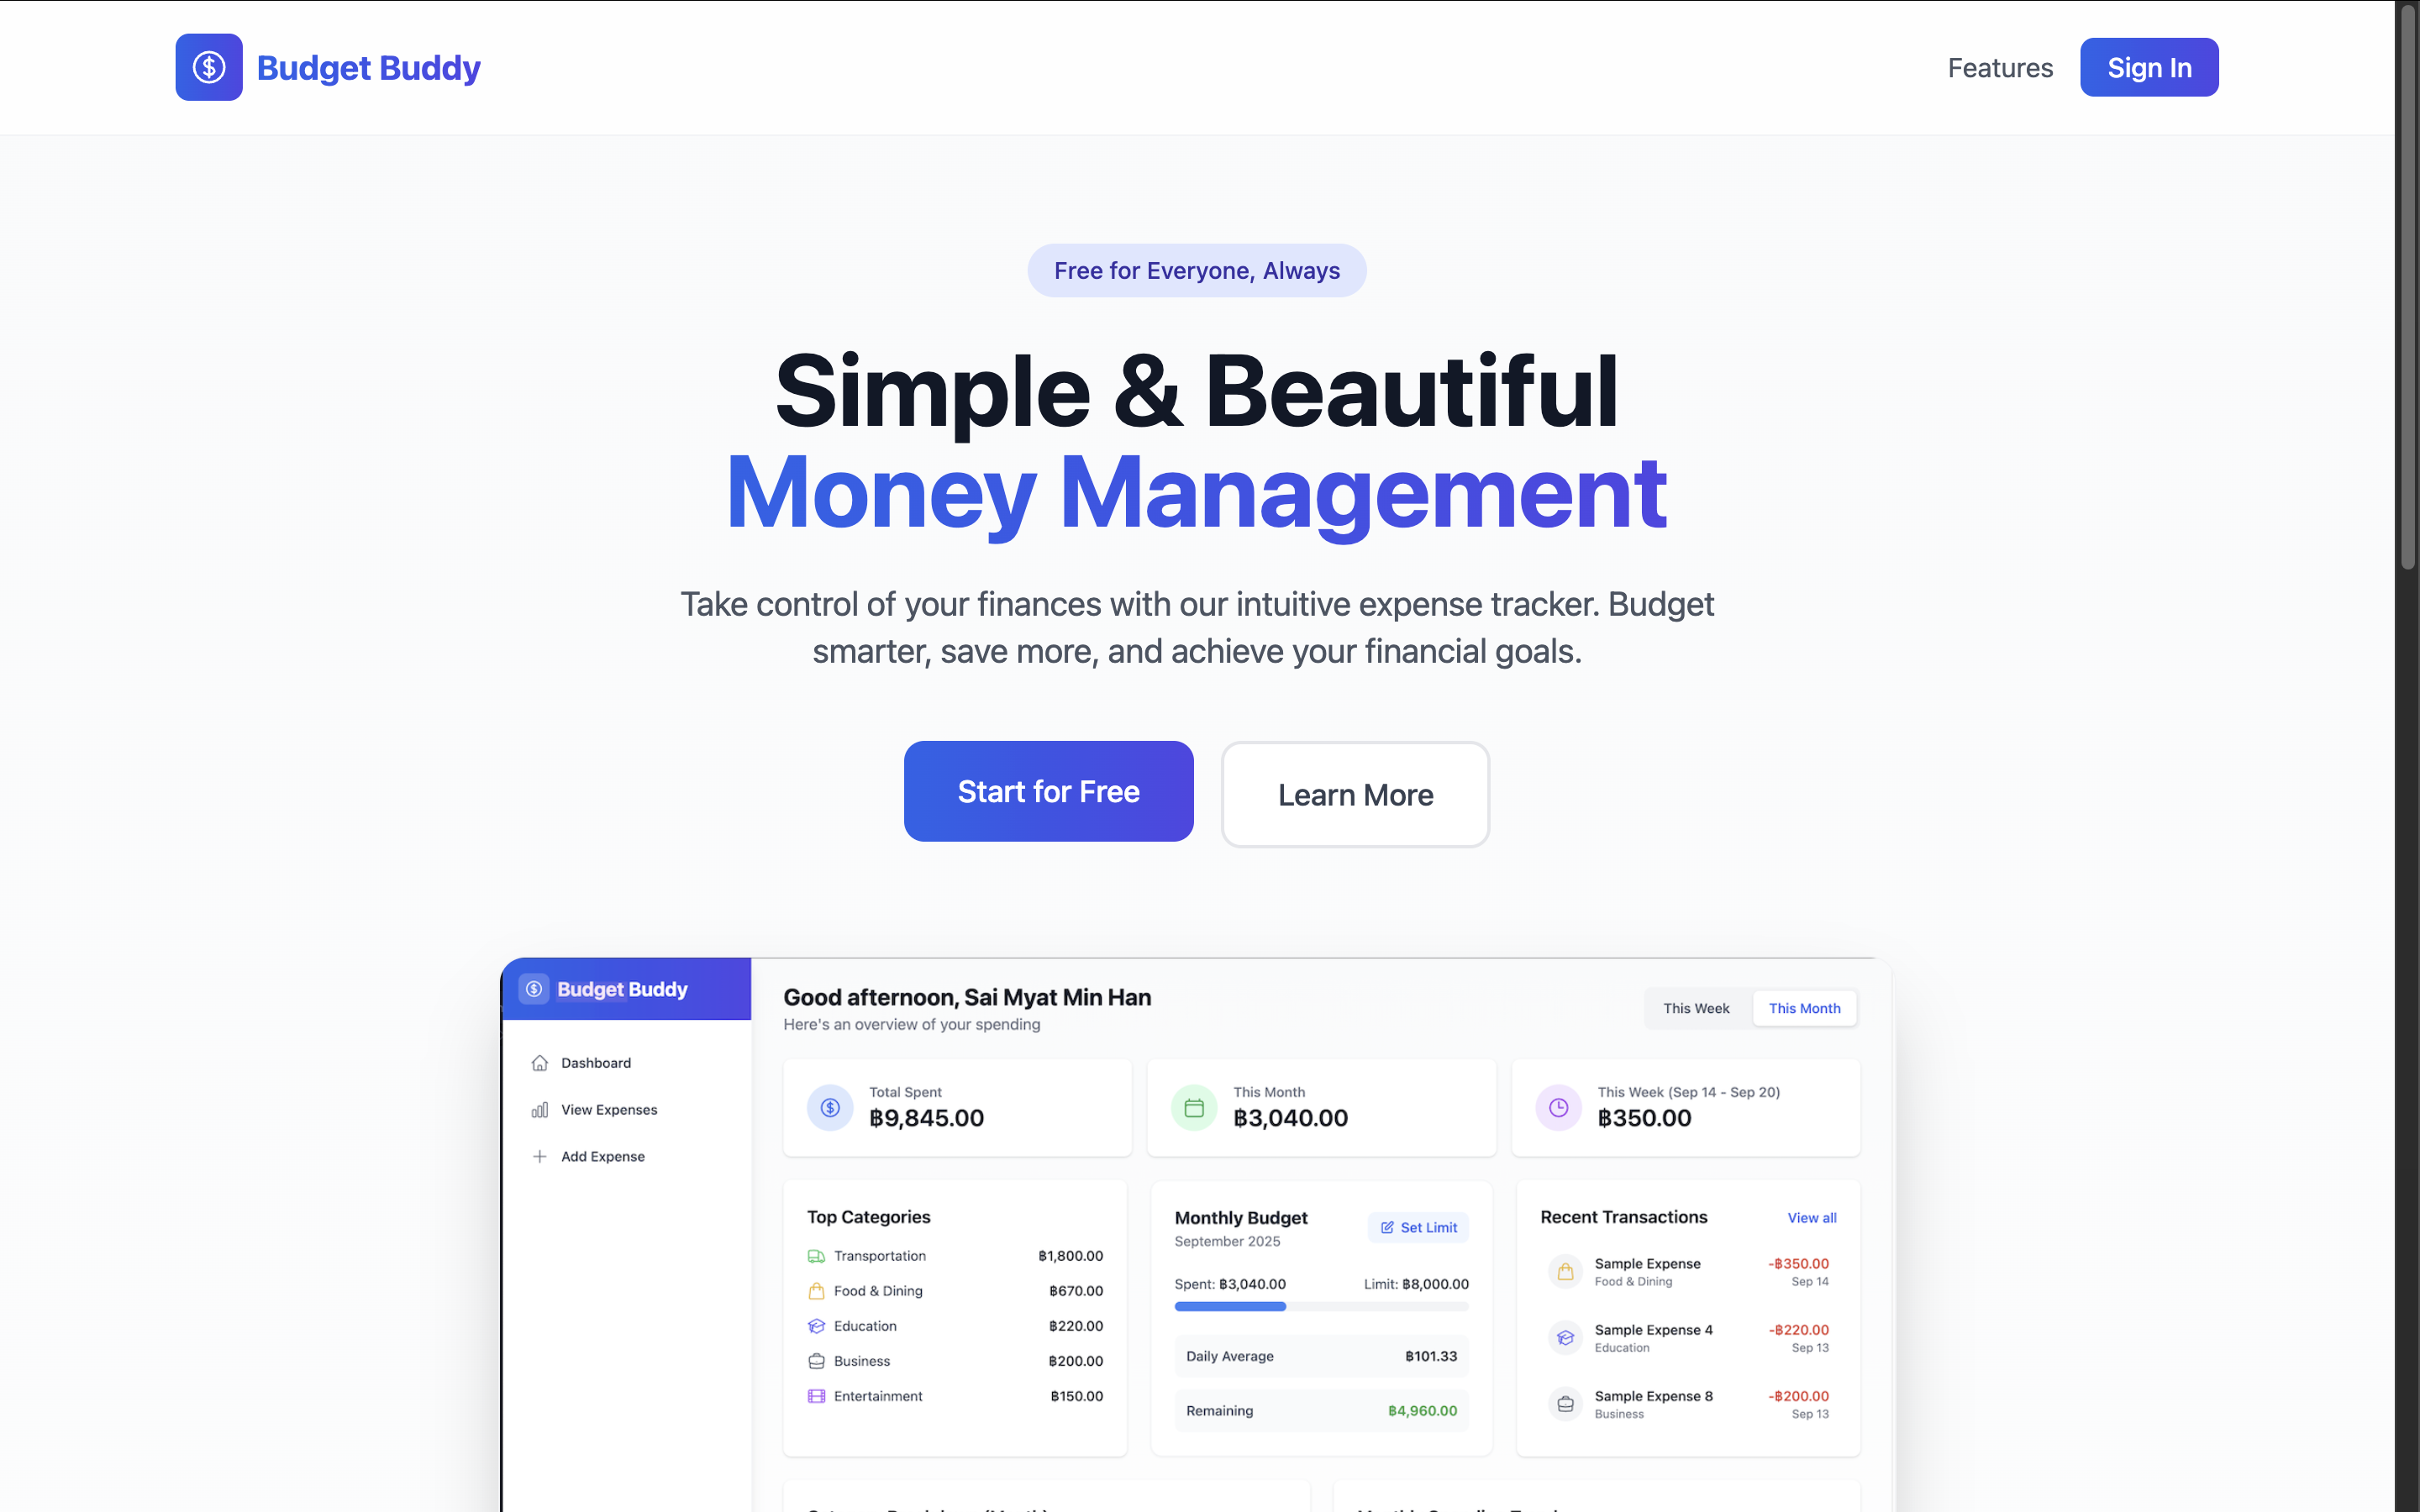 Budget Buddy
Features
Sign In
Free for Everyone, Always
Simple & Beautiful
Money Management
Take control of your finances with our intuitive expense tracker. Budget
smarter, save more, and achieve your financial goals.
Start for Free
Learn More
Budget Buddy
Dashboard
View Expenses
Add Expense
Good afternoon, Sai Myat Min Han
Here's an overview of your spending
This Week
This Month
Total Spent
฿9,845.00
This Month
฿3,040.00
This Week (Sep 14 - Sep 20)
฿350.00
Top Categories
Transportation ฿1,800.00
Food & Dining ฿670.00
Education ฿220.00
Business ฿200.00
Entertainment ฿150.00
Monthly Budget
September 2025
Set Limit
Spent: ฿3,040.00 Limit: ฿8,000.00
Daily Average ฿101.33
Remaining ฿4,960.00
Recent Transactions View all
Sample Expense -฿350.00
Food & Dining Sep 14
Sample Expense 4 -฿220.00
Education Sep 13
Sample Expense 8 -฿200.00
Business Sep 13